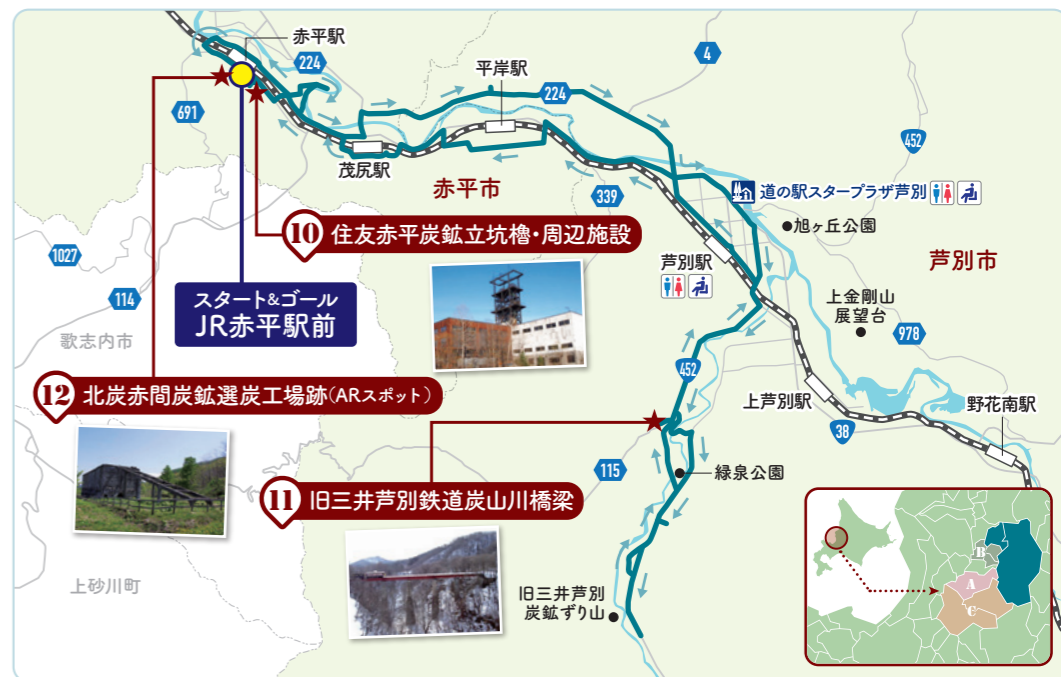 赤平駅
224
4
平岸駅
224
691
452
茂尻駅
赤平市
道の駅スタープラザ芦別
339
旭ヶ丘公園
10 住友赤平炭鉱立坑櫓・周辺施設
1027
芦別駅
芦別市
114
スタート&ゴール
JR赤平駅前
上金剛山
展望台
978
歌志内市
452
12 北炭赤間炭鉱選炭工場跡(ARスポット)
上芦別駅
野花南駅
38
115
緑泉公園
11 旧三井芦別鉄道炭山川橋梁
B
A
C
上砂川町
旧三井芦別
炭鉱ずり山